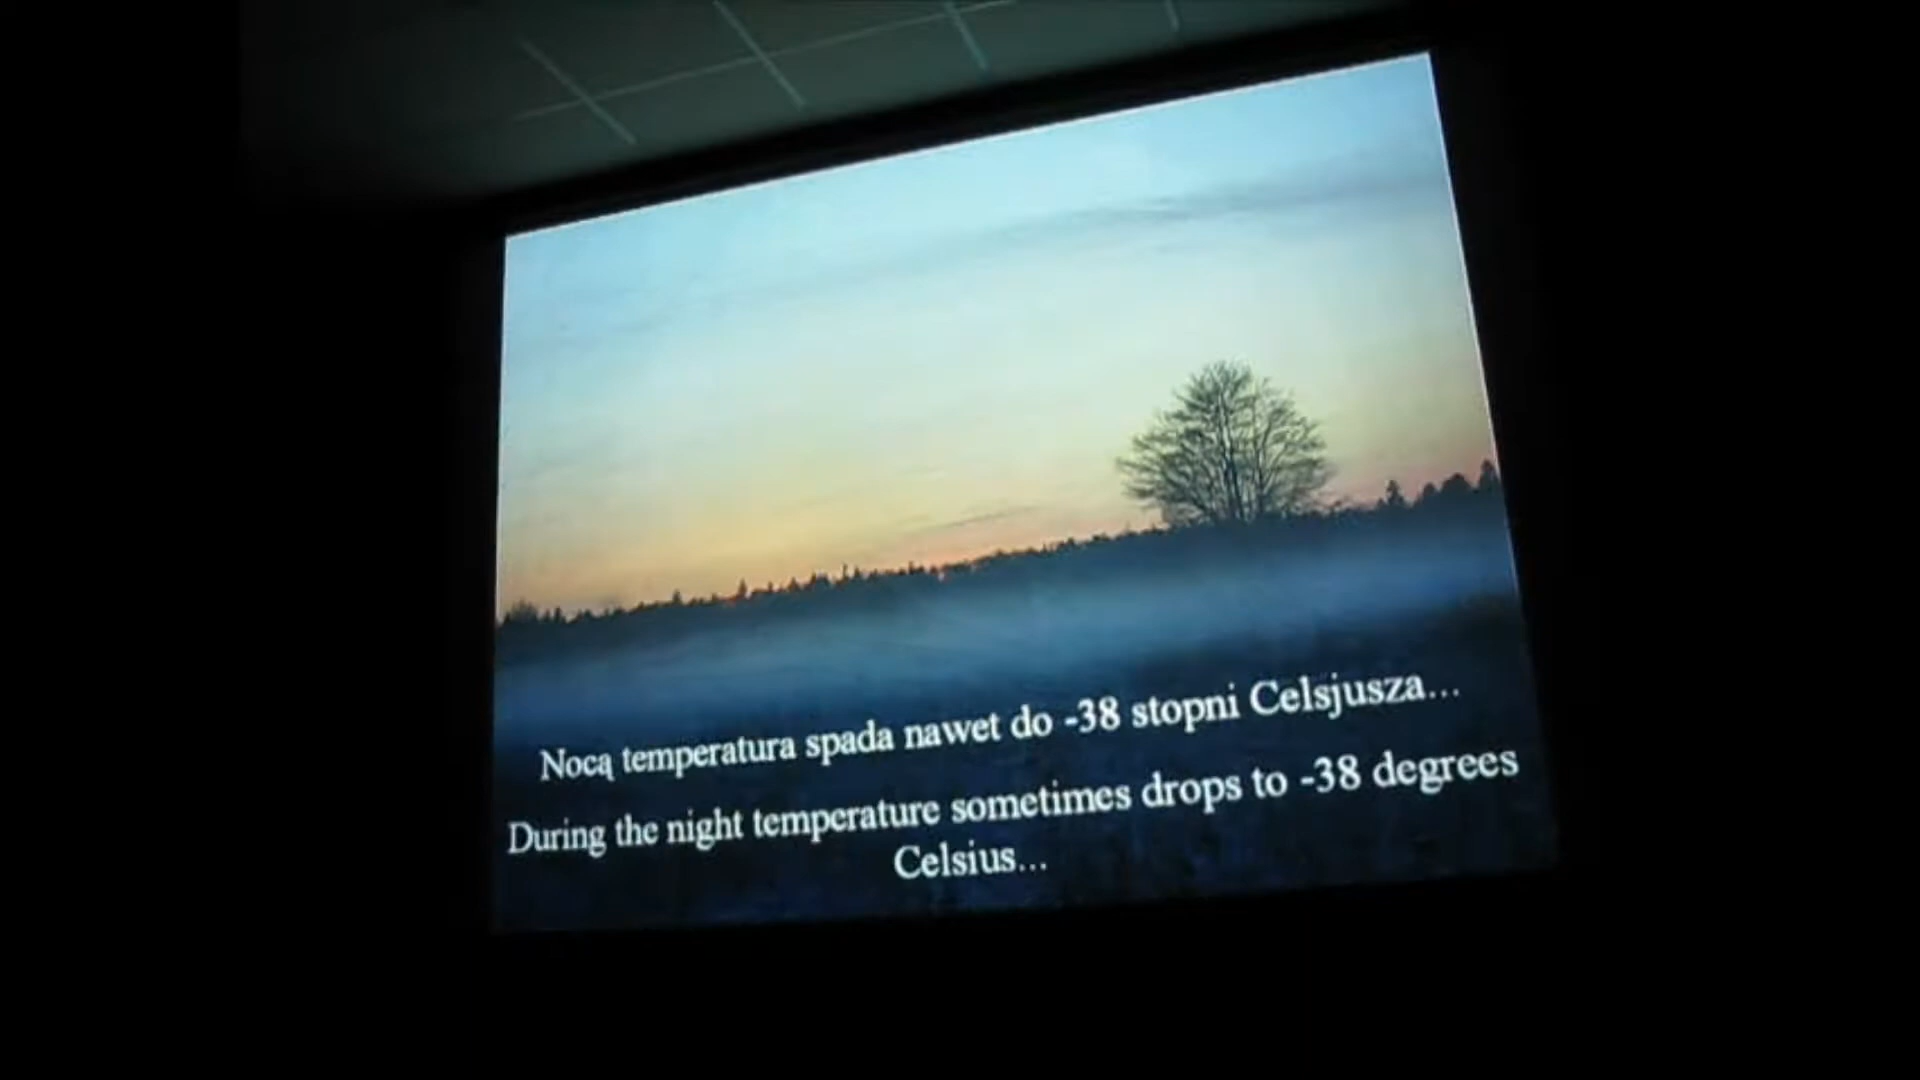 Nocą temperatura spada nawet do -38 stopni Celsjusza...
During the night temperature sometimes drops to -38 degrees
Celsius...